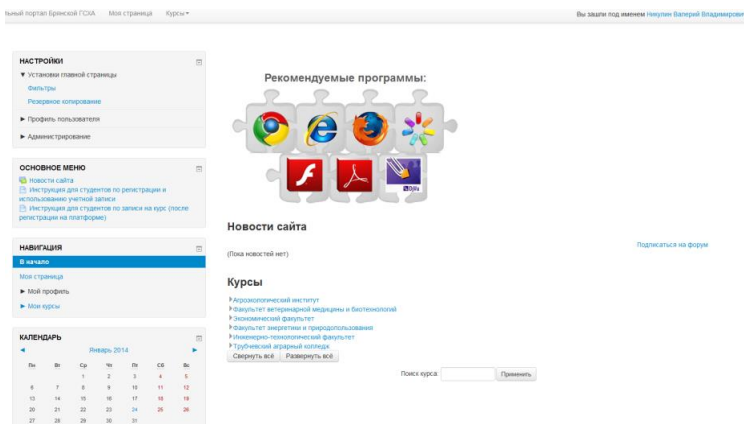 льный портал Брянской ГСХА Моя страница Курсы
Вы зашли под именем Никулин Валерий Владимирович
НАСТРОЙКИ
Установки главной страницы
Фильтры
Резервное копирование
Профиль пользователя
Администрирование
ОСНОВНОЕ МЕНЮ
Новости сайта
Инструкция для студентов по регистрации и
использованию учетной записи
Инструкция для студентов по записи на курс (после
регистрации на платформе)
НАВИГАЦИЯ
В начало
Моя страница
Мой профиль
Мои курсы
КАЛЕНДАРЬ
◄ Январь 2014 ►
Пн Вт Ср Чт Пт Сб Вс
1 2 3 4 5
6 7 8 9 10 11 12
13 14 15 16 17 18 19
20 21 22 23 24 25 26
27 28 29 30 31
Рекомендуемые программы:
DjVu
Новости сайта
Подписаться на форум
(Пока новостей нет)
Курсы
Агроэкологический институт
Факультет ветеринарной медицины и биотехнологий
Экономический факультет
Факультет энергетики и природопользования
Инженерно-технологический факультет
Трубчевский аграрный колледж
Свернуть всё Развернуть всё
Поиск курса: Применить